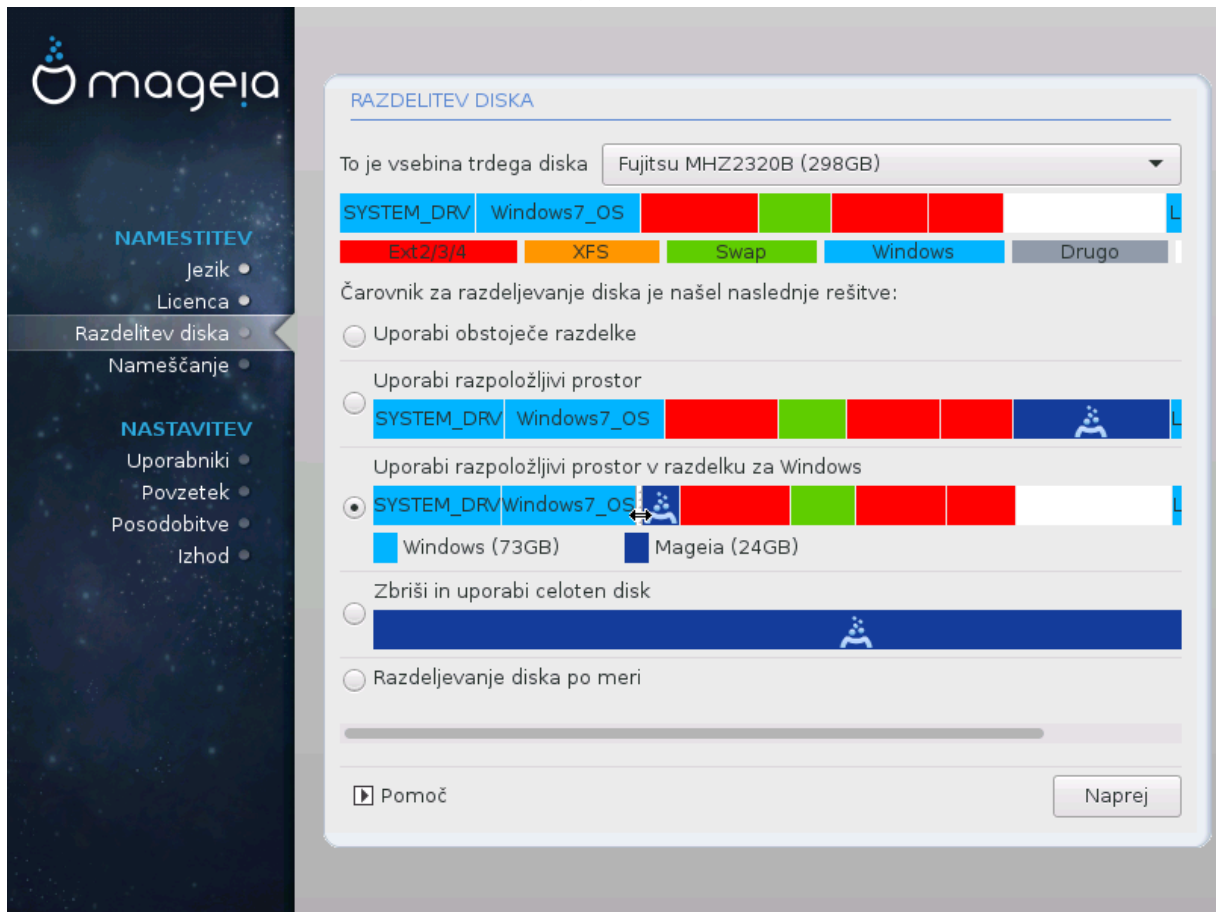 mageia
NAMESTITEV
Jezik
Licenca
Razdelitev diska
Nameščanje
NASTAVITEV
Uporabniki
Povzetek
Posodobitve
Izhod
RAZDELITEV DISKA
To je vsebina trdega diska Fujitsu MHZ2320B (298GB)
SYSTEM_DRV Windows7_OS L
Ext2/3/4 XFS Swap Windows Drugo
Čarovnik za razdeljevanje diska je našel naslednje rešitve:
Uporabi obstoječe razdelke
Uporabi razpoložljivi prostor
SYSTEM_DRV Windows7_OS L
Uporabi razpoložljivi prostor v razdelku za Windows
SYSTEM_DRV Windows7_OS L
Windows (73GB) Mageia (24GB)
Zbriši in uporabi celoten disk
Razdeljevanje diska po meri
Pomoč
Naprej